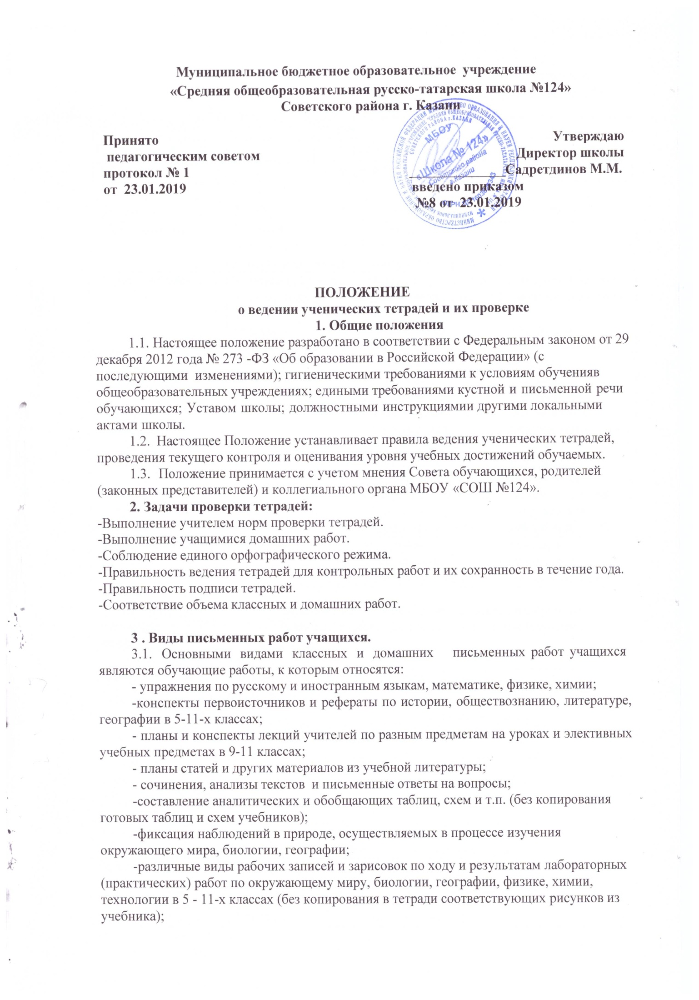 Муниципальное бюджетное образовательное учреждение
«Средняя общеобразовательная русско-татарская школа №124»
Советского района г. Казани
Принято
педагогическим советом
протокол № 1
от 23.01.2019
Утверждаю
Директор школы
Садретдинов М.М.
введено приказом
№8 от 23.01.2019
МБОУ
«Школа № 124»
Советского района
г.Казани
ПОЛОЖЕНИЕ
о ведении ученических тетрадей и их проверке
1. Общие положения
1.1. Настоящее положение разработано в соответствии с Федеральным законом от 29
декабря 2012 года № 273 -ФЗ «Об образовании в Российской Федерации» (с
последующими изменениями); гигиеническими требованиями к условиям обученияв
общеобразовательных учреждениях; едиными требованиями кустной и письменной речи
обучающихся; Уставом школы; должностными инструкциямии другими локальными
актами школы.
1.2. Настоящее Положение устанавливает правила ведения ученических тетрадей,
проведения текущего контроля и оценивания уровня учебных достижений обучаемых.
1.3. Положение принимается с учетом мнения Совета обучающихся, родителей
(законных представителей) и коллегиального органа МБОУ «СОШ №124».
2. Задачи проверки тетрадей:
-Выполнение учителем норм проверки тетрадей.
-Выполнение учащимися домашних работ.
-Соблюдение единого орфографического режима.
-Правильность ведения тетрадей для контрольных работ и их сохранность в течение года.
-Правильность подписи тетрадей.
-Соответствие объема классных и домашних работ.
3 . Виды письменных работ учащихся.
3.1. Основными видами классных и домашних письменных работ учащихся
являются обучающие работы, к которым относятся:
- упражнения по русскому и иностранным языкам, математике, физике, химии;
-конспекты первоисточников и рефераты по истории, обществознанию, литературе,
географии в 5-11-х классах;
- планы и конспекты лекций учителей по разным предметам на уроках и элективных
учебных предметах в 9-11 классах;
- планы статей и других материалов из учебной литературы;
- сочинения, анализы текстов и письменные ответы на вопросы;
-составление аналитических и обобщающих таблиц, схем и т.п. (без копирования
готовых таблиц и схем учебников);
-фиксация наблюдений в природе, осуществляемых в процессе изучения
окружающего мира, биологии, географии;
-различные виды рабочих записей и зарисовок по ходу и результатам лабораторных
(практических) работ по окружающему миру, биологии, географии, физике, химии,
технологии в 5 - 11-х классах (без копирования в тетради соответствующих рисунков из
учебника);